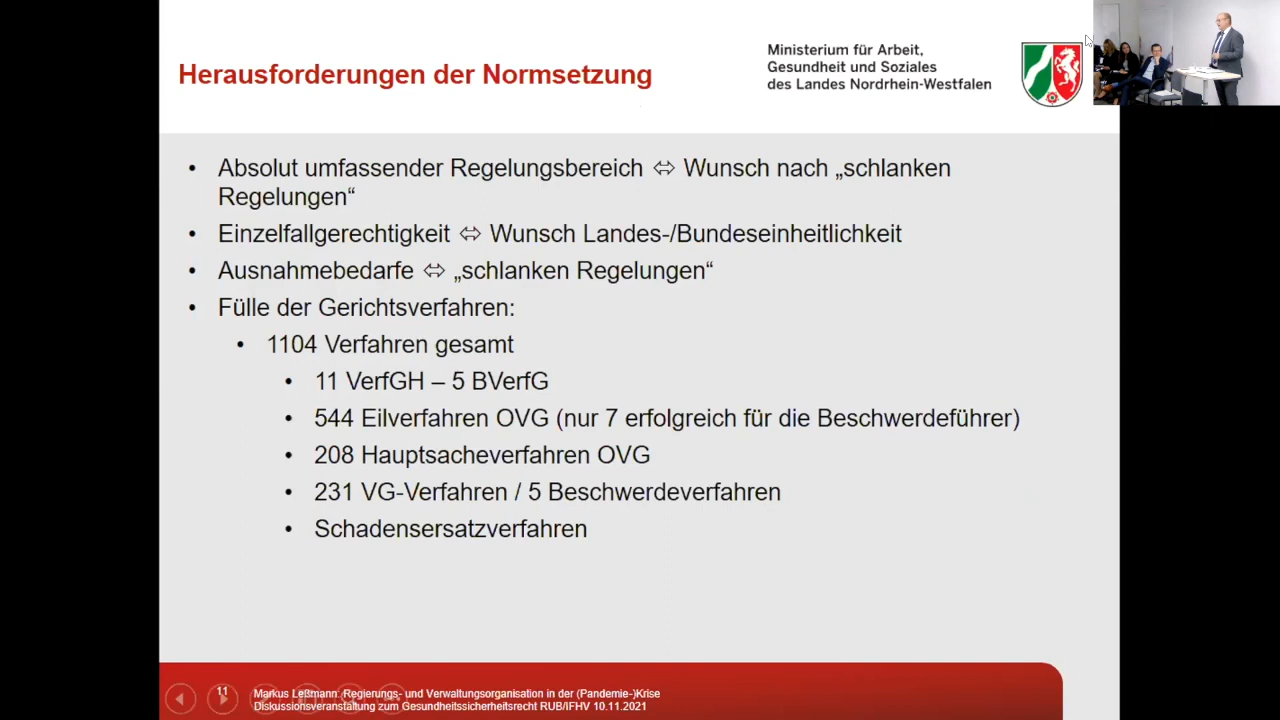 Herausforderungen der Normsetzung
Ministerium für Arbeit,
Gesundheit und Soziales
des Landes Nordrhein-Westfalen
• Absolut umfassender Regelungsbereich ⇔ Wunsch nach „schlanken
Regelungen“
• Einzelfallgerechtigkeit ⇔ Wunsch Landes-/Bundeseinheitlichkeit
• Ausnahmebedarfe ⇔ „schlanken Regelungen“
• Fülle der Gerichtsverfahren:
• 1104 Verfahren gesamt
• 11 VerfGH – 5 BVerfG
• 544 Eilverfahren OVG (nur 7 erfolgreich für die Beschwerdeführer)
• 208 Hauptsacheverfahren OVG
• 231 VG-Verfahren / 5 Beschwerdeverfahren
• Schadensersatzverfahren
11
Markus Leßmann: Regierungs- und Verwaltungsorganisation in der (Pandemie-)Krise
Diskussionsveranstaltung zum Gesundheitssicherheitsrecht RUB/IFHV 10.11.2021